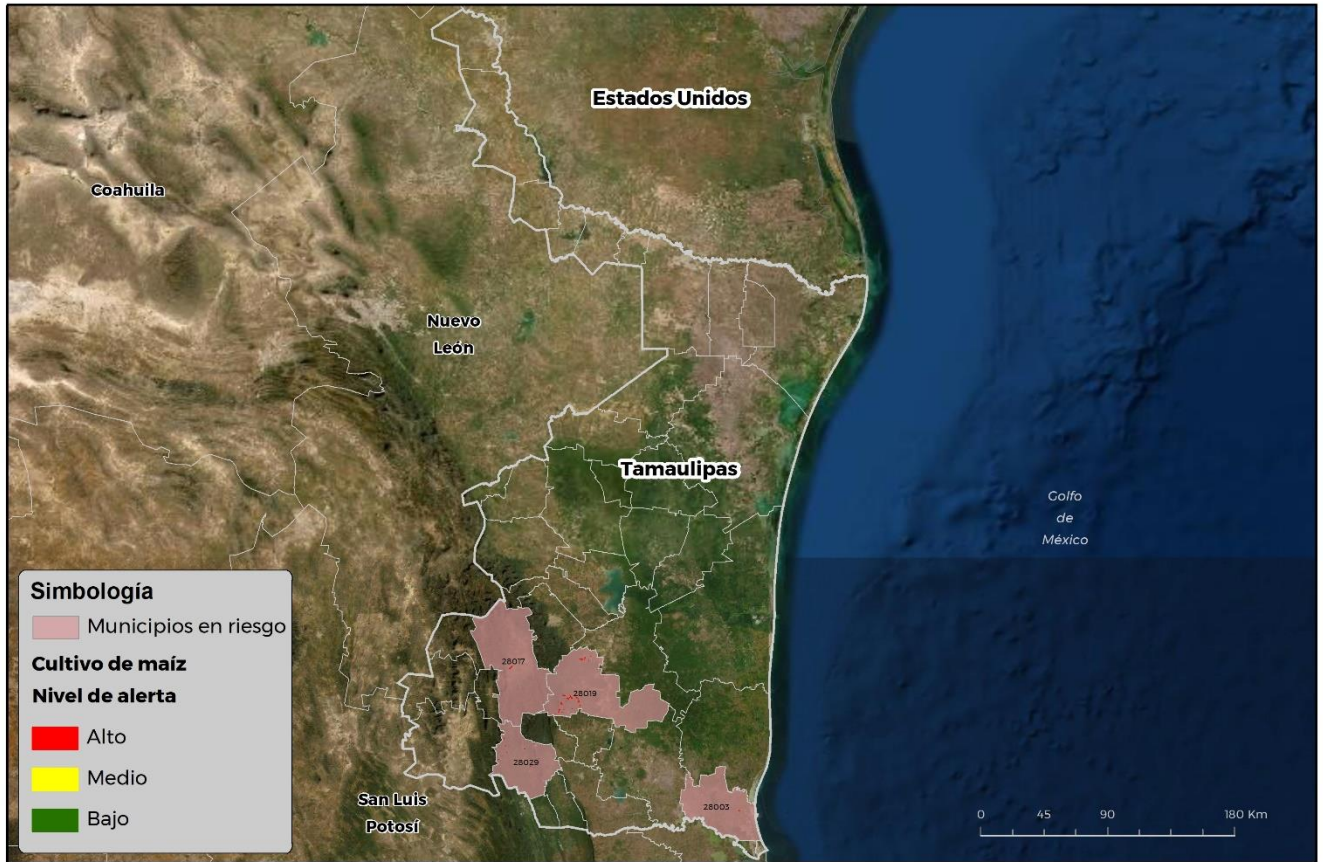 Estados Unidos
Coahuila
Nuevo
León
Tamaulipas
Golfo
de
México
Simbología
Municipios en riesgo
Cultivo de maíz
Nivel de alerta
Alto
Medio
Bajo
28017
28019
28029
28003
San Luis
Potosí
0 45 90 180 Km